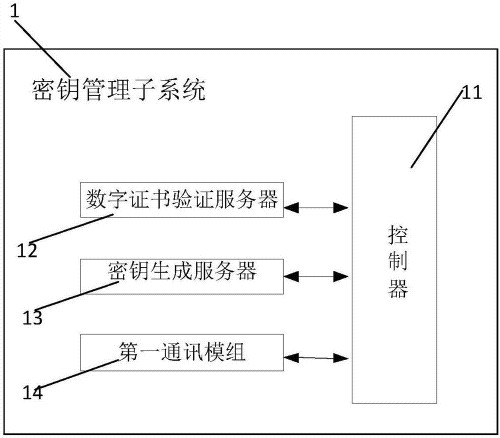 1
密钥管理子系统
11
数字证书验证服务器
12
控制器
密钥生成服务器
13
第一通讯模组
14